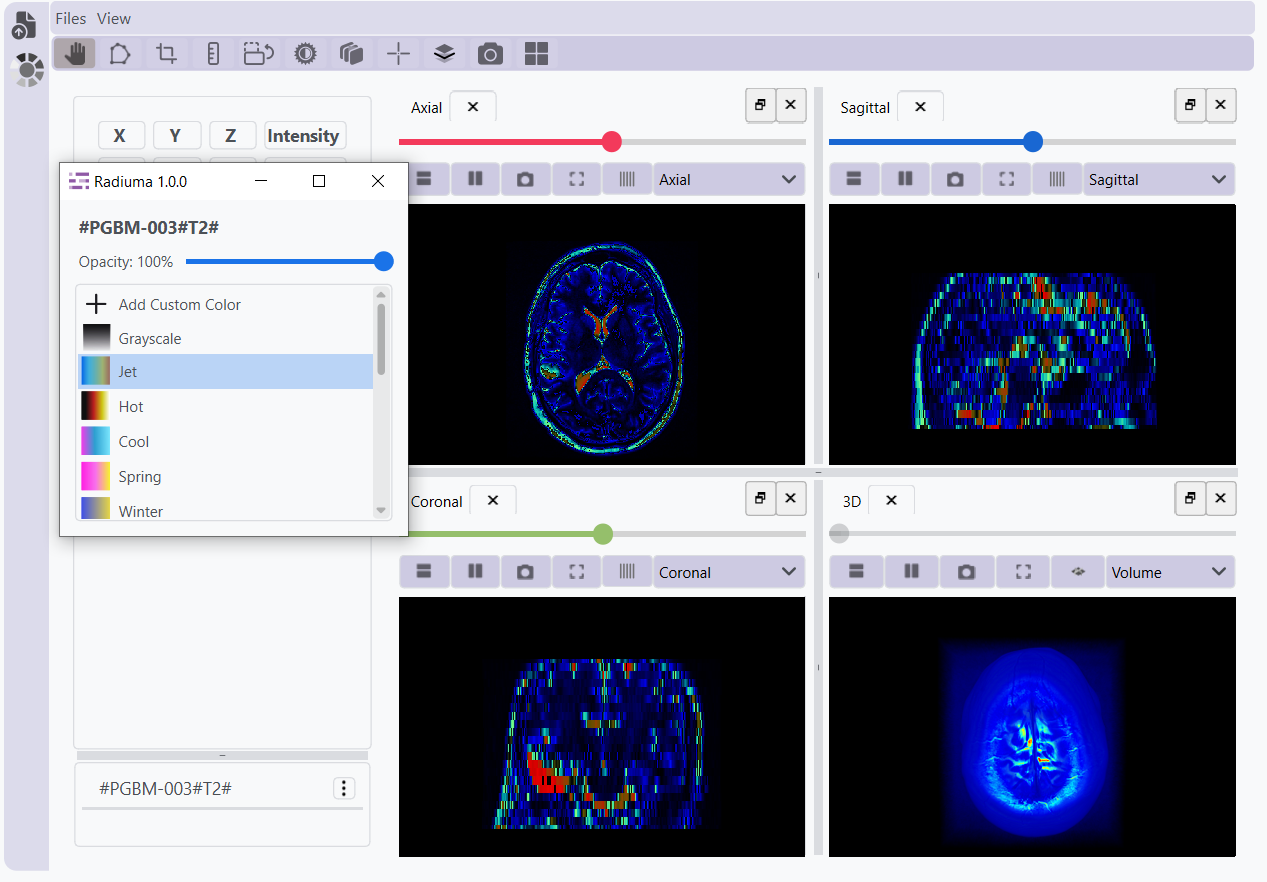 Files View
X Y Z Intensity
Radiuma 1.0.0
#PGBM-003#T2#
Opacity: 100%
Add Custom Color
Grayscale
Jet
Hot
Cool
Spring
Winter
#PGBM-003#T2#
Axial
Axial
Sagittal
Sagittal
Coronal
Coronal
3D
Volume